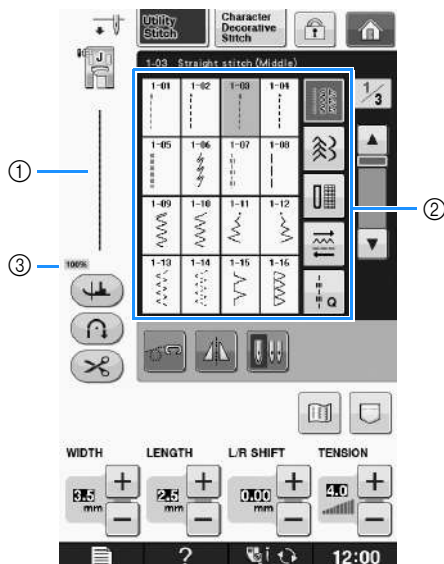 Utility
Stitch
Character
Decorative
Stitch
J
1-03 Straight stitch (Middle)
1-01 1-02 1-03 1-04
1/3
1-05 1-06 1-07 1-08
①
1-09 1-10 1-11 1-12
②
③
100%
1-13 1-14 1-15 1-16
Q
WIDTH LENGTH L/R SHIFT TENSION
3.5 mm + − 2.5 mm + − 0.00 mm + − 4.0 + −
? i 12:00